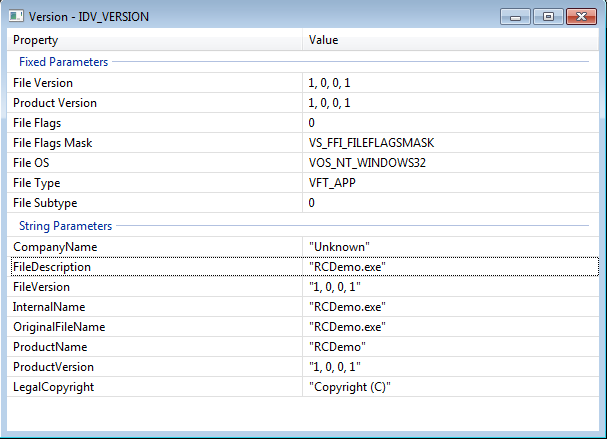 Version - IDV_VERSION
Property Value
Fixed Parameters
File Version 1, 0, 0, 1
Product Version 1, 0, 0, 1
File Flags 0
File Flags Mask VS_FFI_FILEFLAGSMASK
File OS VOS_NT_WINDOWS32
File Type VFT_APP
File Subtype 0
String Parameters
CompanyName "Unknown"
FileDescription "RCDemo.exe"
FileVersion "1, 0, 0, 1"
InternalName "RCDemo.exe"
OriginalFileName "RCDemo.exe"
ProductName "RCDemo"
ProductVersion "1, 0, 0, 1"
LegalCopyright "Copyright (C)"